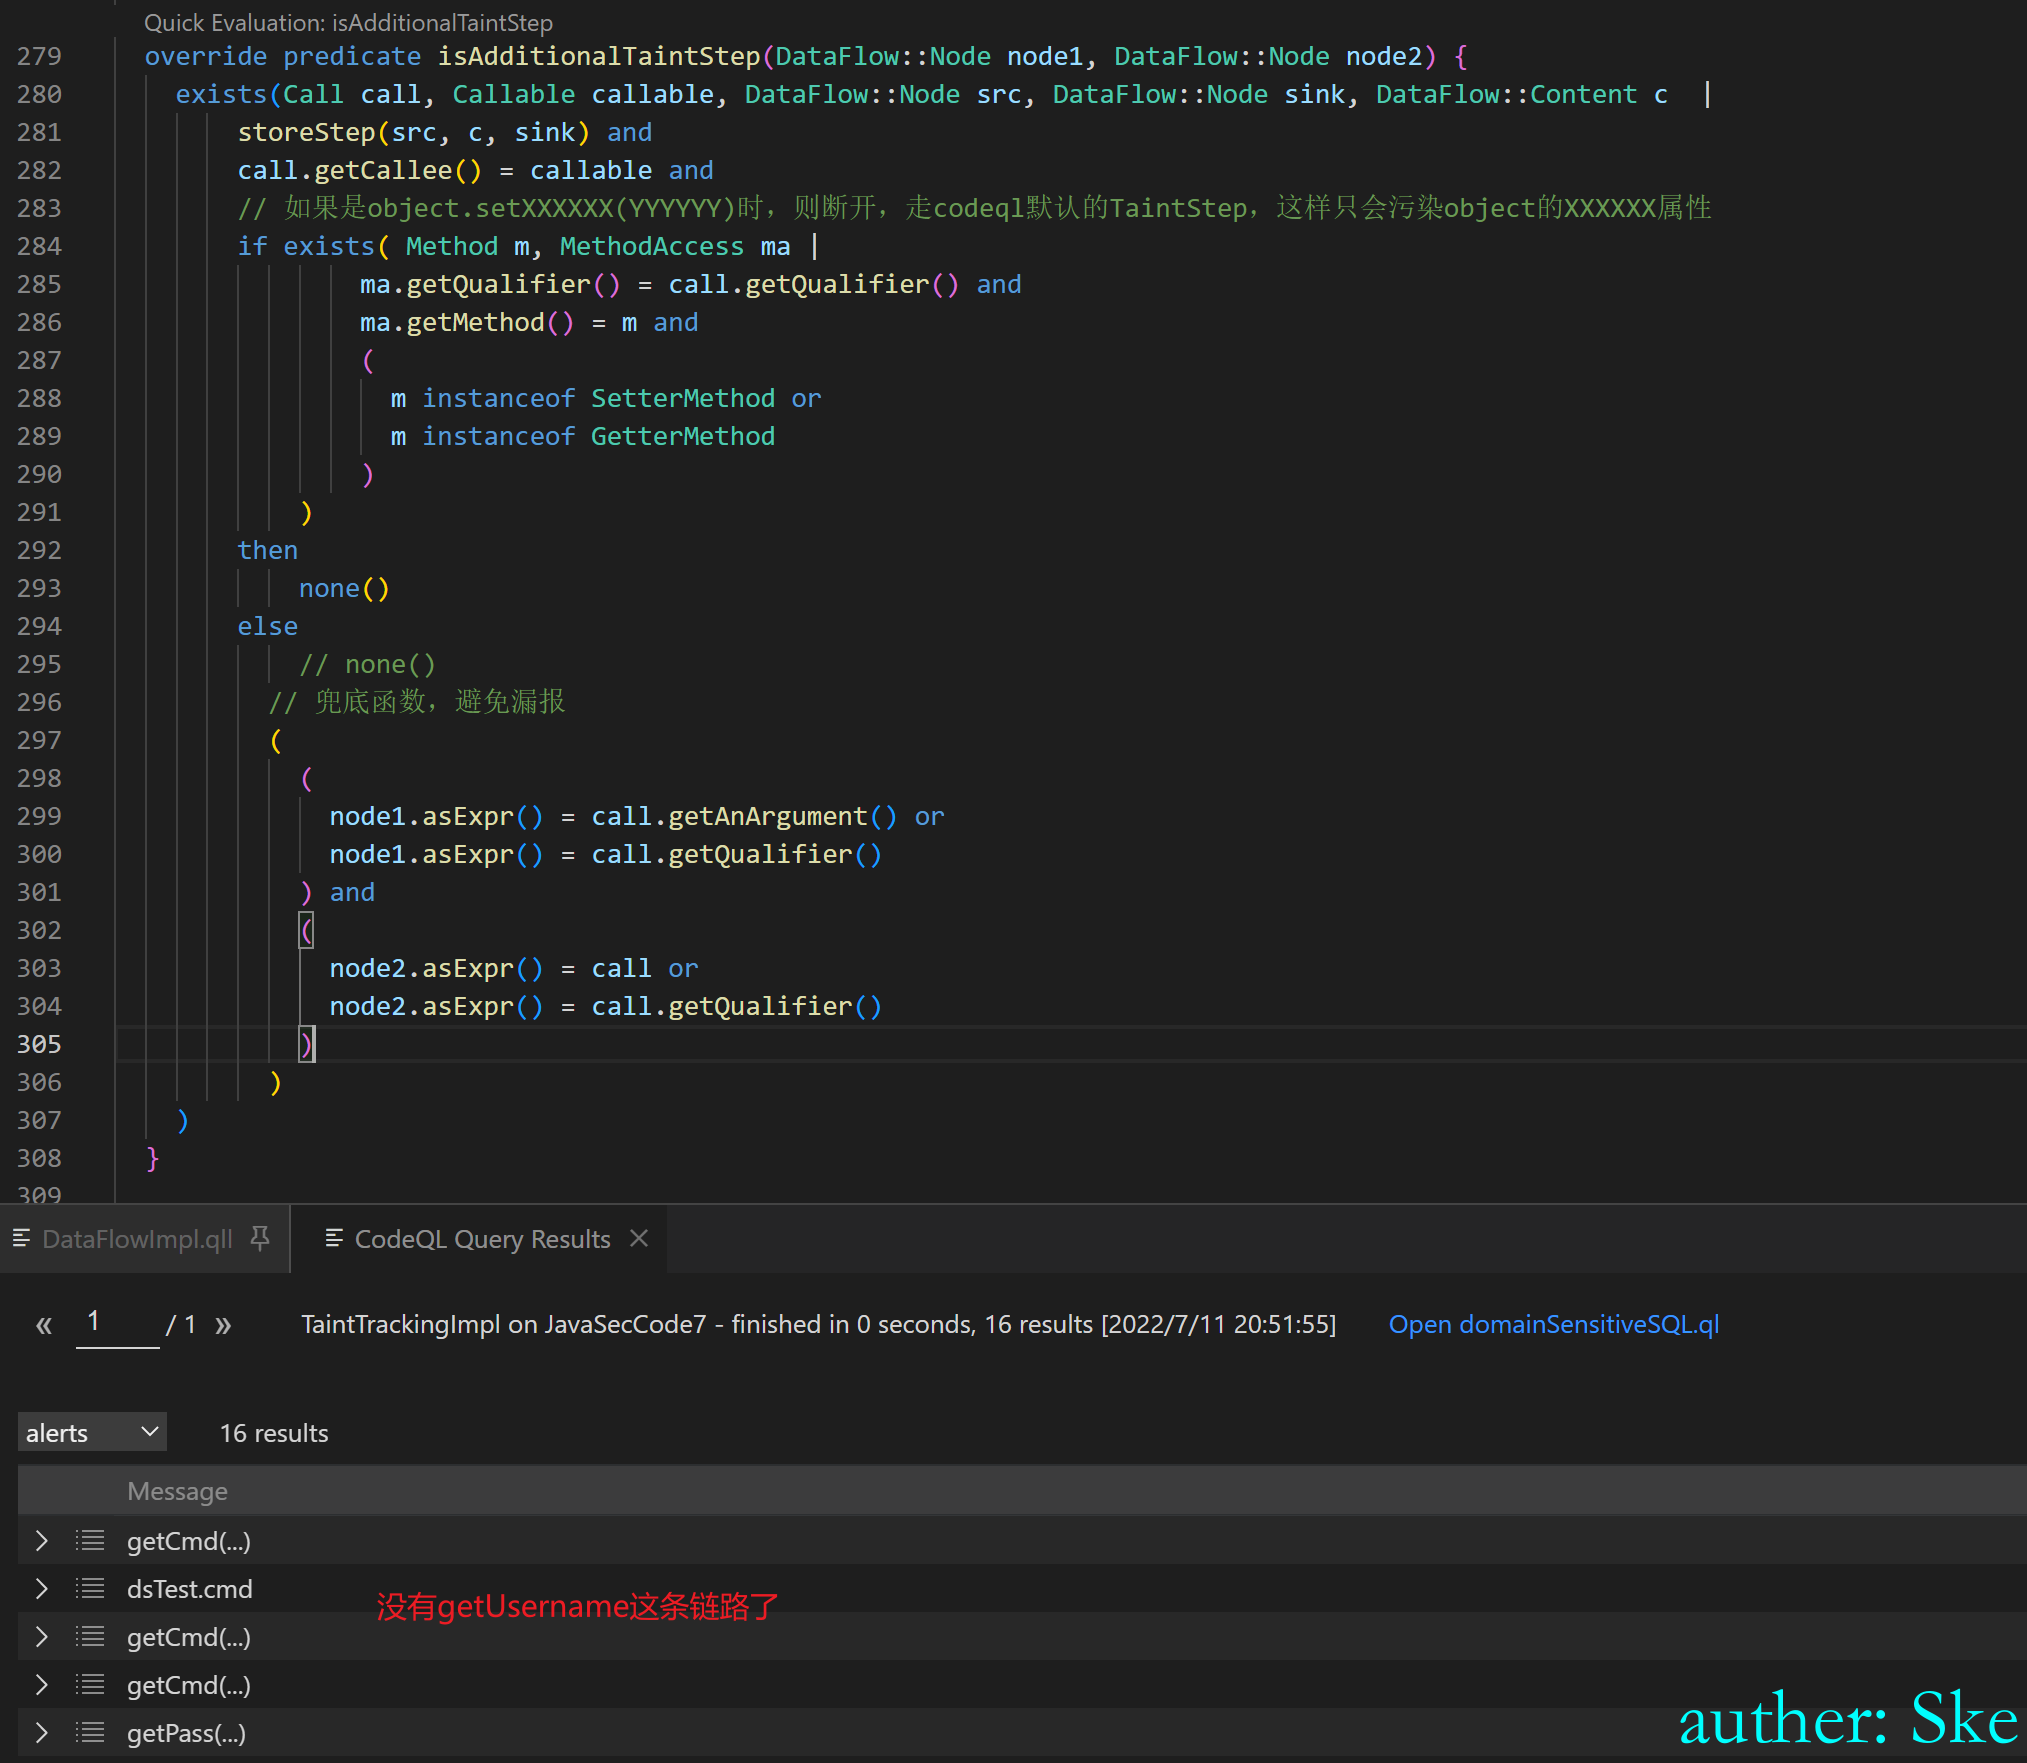 Quick Evaluation: isAdditionalTaintStep
279 override predicate isAdditionalTaintStep(DataFlow::Node node1, DataFlow::Node node2) {
280 exists(Call call, Callable callable, DataFlow::Node src, DataFlow::Node sink, DataFlow::Content c |
281 storeStep(src, c, sink) and
282 call.getCallee() = callable and
283 // 如果是object.setXXXXXX(YYYYYY)时，则断开，走codeql默认的TaintStep，这样只会污染object的XXXXXX属性
284 if exists( Method m, MethodAccess ma |
285 ma.getQualifier() = call.getQualifier() and
286 ma.getMethod() = m and
287 (
288 m instanceof SetterMethod or
289 m instanceof GetterMethod
290 )
291 )
292 then
293 none()
294 else
295 // none()
296 // 兜底函数，避免漏报
297 (
298 (
299 node1.asExpr() = call.getAnArgument() or
300 node1.asExpr() = call.getQualifier()
301 ) and
302 (
303 node2.asExpr() = call or
304 node2.asExpr() = call.getQualifier()
305 )
306 )
307 )
308 }
309
DataFlowImpl.qll CodeQL Query Results
« 1 / 1 » TaintTrackingImpl on JavaSecCode7 - finished in 0 seconds, 16 results [2022/7/11 20:51:55] Open domainSensitiveSQL.ql
alerts 16 results
Message
getCmd(...)
dsTest.cmd
没有getUsername这条链路了
getCmd(...)
getCmd(...)
getPass(...)
auther: Ske